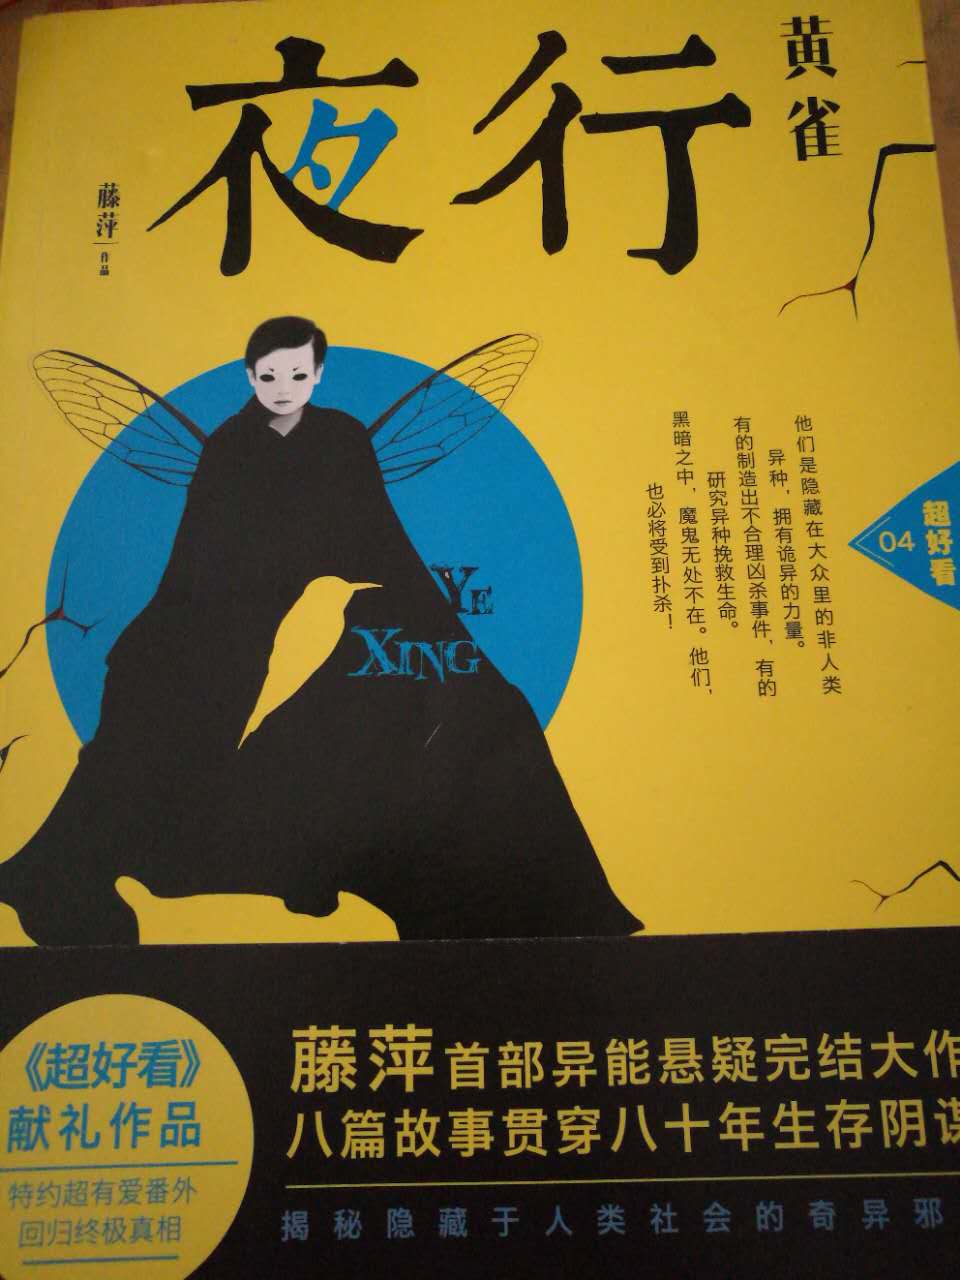 夜行
黄雀
藤萍
作品
他们是隐藏在大众里的非人类
异种，拥有诡异的力量。
有的制造出不合理凶杀事件，有的
研究异种挽救生命。
黑暗之中，魔鬼无处不在。他们，
也必将受到扑杀！
超好看
04
YE
XING
《超好看》
献礼作品
特约超有爱番外
回归终极真相
藤萍首部异能悬疑完结大作
八篇故事贯穿八十年生存阴谋
揭秘隐藏于人类社会的奇异邪